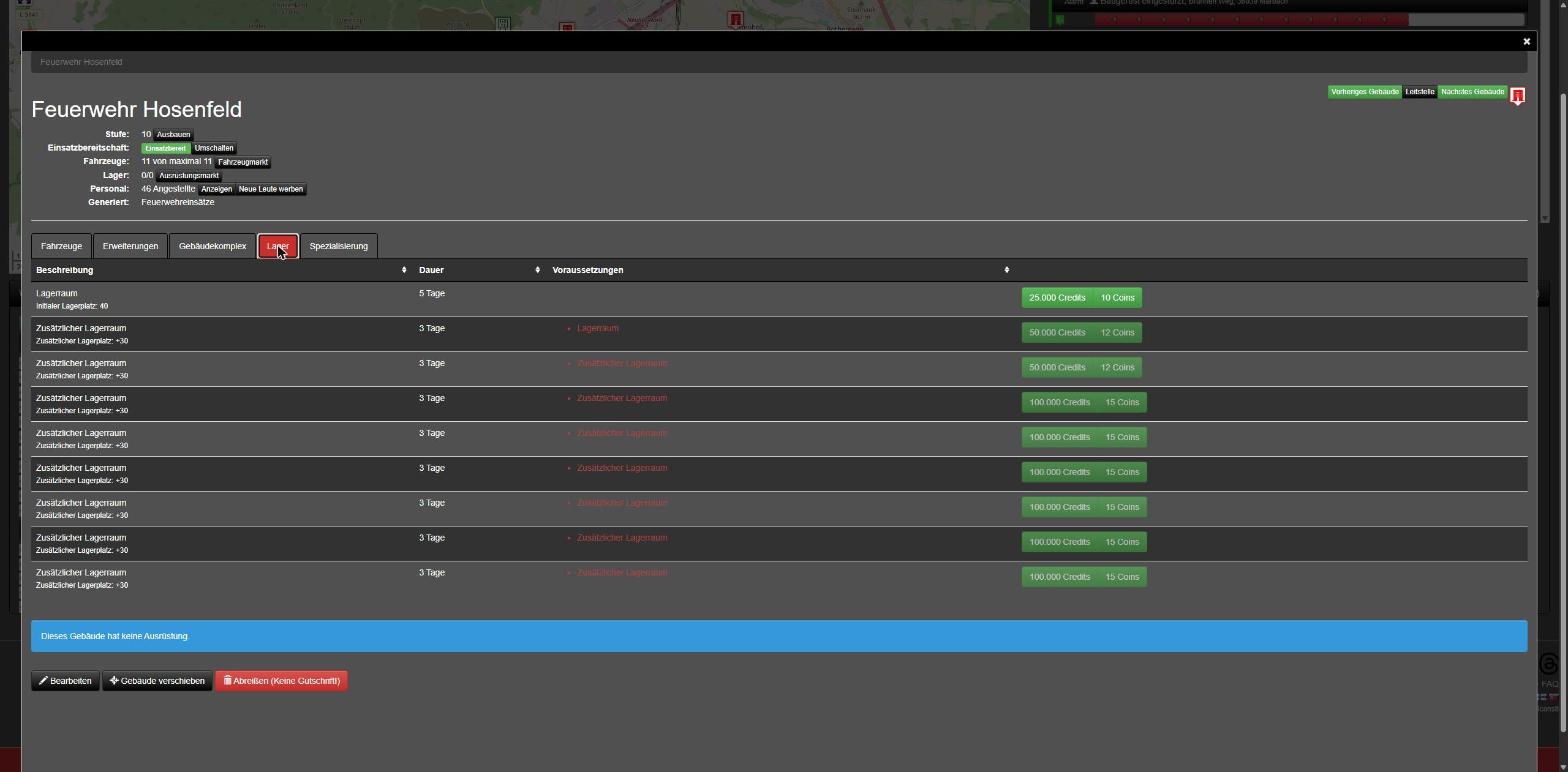 L 3141
Baugerüst eingestürzt, Brunnen Weg, 36039 Marbach
Feuerwehr Hosenfeld
Vorheriges Gebäude Leitstelle Nächstes Gebäude
Feuerwehr Hosenfeld
Stufe: 10 Ausbauen
Einsatzbereitschaft: Einsatzbereit Umschalten
Fahrzeuge: 11 von maximal 11 Fahrzeugmarkt
Lager: 0/0 Ausrüstungsmarkt
Personal: 46 Angestellte Anzeigen Neue Leute werben
Generiert: Feuerwehreinsätze
Fahrzeuge Erweiterungen Gebäudekomplex Lager Spezialisierung
Beschreibung Dauer Voraussetzungen
Lagerraum 5 Tage 25.000 Credits 10 Coins
Initialer Lagerplatz: 40
Zusätzlicher Lagerraum 3 Tage • Lagerraum 50.000 Credits 12 Coins
Zusätzlicher Lagerplatz: +30
Zusätzlicher Lagerraum 3 Tage • Zusätzlicher Lagerraum 50.000 Credits 12 Coins
Zusätzlicher Lagerplatz: +30
Zusätzlicher Lagerraum 3 Tage • Zusätzlicher Lagerraum 100.000 Credits 15 Coins
Zusätzlicher Lagerplatz: +30
Zusätzlicher Lagerraum 3 Tage • Zusätzlicher Lagerraum 100.000 Credits 15 Coins
Zusätzlicher Lagerplatz: +30
Zusätzlicher Lagerraum 3 Tage • Zusätzlicher Lagerraum 100.000 Credits 15 Coins
Zusätzlicher Lagerplatz: +30
Zusätzlicher Lagerraum 3 Tage • Zusätzlicher Lagerraum 100.000 Credits 15 Coins
Zusätzlicher Lagerplatz: +30
Zusätzlicher Lagerraum 3 Tage • Zusätzlicher Lagerraum 100.000 Credits 15 Coins
Zusätzlicher Lagerplatz: +30
Zusätzlicher Lagerraum 3 Tage • Zusätzlicher Lagerraum 100.000 Credits 15 Coins
Zusätzlicher Lagerplatz: +30
Dieses Gebäude hat keine Ausrüstung.
Bearbeiten Gebäude verschieben Abreißen (Keine Gutschrift!)
FAQ